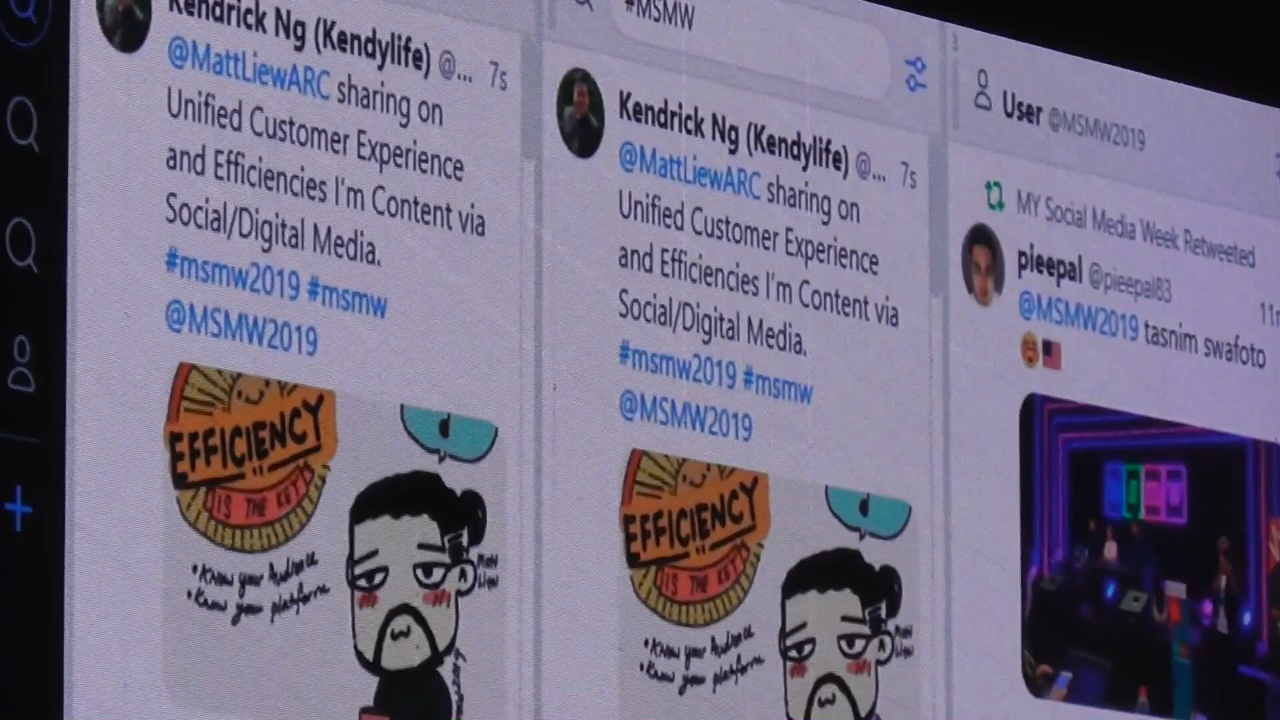 Kendrick Ng (Kendylife) @... 7s
@MattLiewARC sharing on
Unified Customer Experience
and Efficiencies I'm Content via
Social/Digital Media.
#msmw2019 #msmw
@MSMW2019
EFFICIENCY
IS THE KEY
•Know your Audience
•Know your platform
#MSMW
Kendrick Ng (Kendylife) @... 7s
@MattLiewARC sharing on
Unified Customer Experience
and Efficiencies I'm Content via
Social/Digital Media.
#msmw2019 #msmw
@MSMW2019
EFFICIENCY
IS THE KEY
•Know your Audience
•Know your platform
3
User @MSMW2019
MY Social Media Week Retweeted
pieepal @pieepal83
@MSMW2019 tasnim swafoto